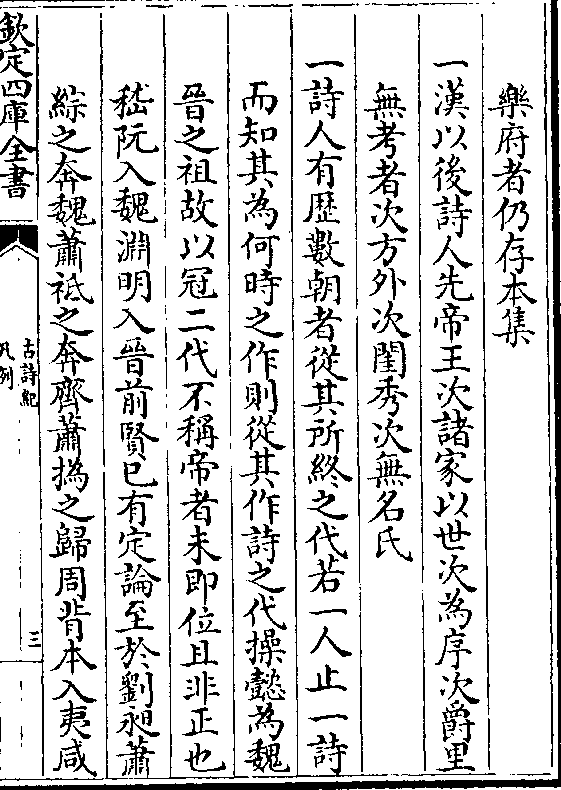 樂府者仍存本集
一漢以後詩人先帝王次諸家以世次為序次爵里
無考者次方外次閨秀次無名氏
一詩人有歷數朝者從其所終之代若一人止一詩
而知其為何時之作則從其作詩之代操懿為魏
晉之祖故以冠二代不稱帝者未即位且非正也
嵇阮入魏淵明入晉前賢已有定論至於劉昶蕭
綜之奔魏蕭祗之奔齊蕭撝之歸周背本入夷咸
欽定四庫全書
古詩紀
凡例
三